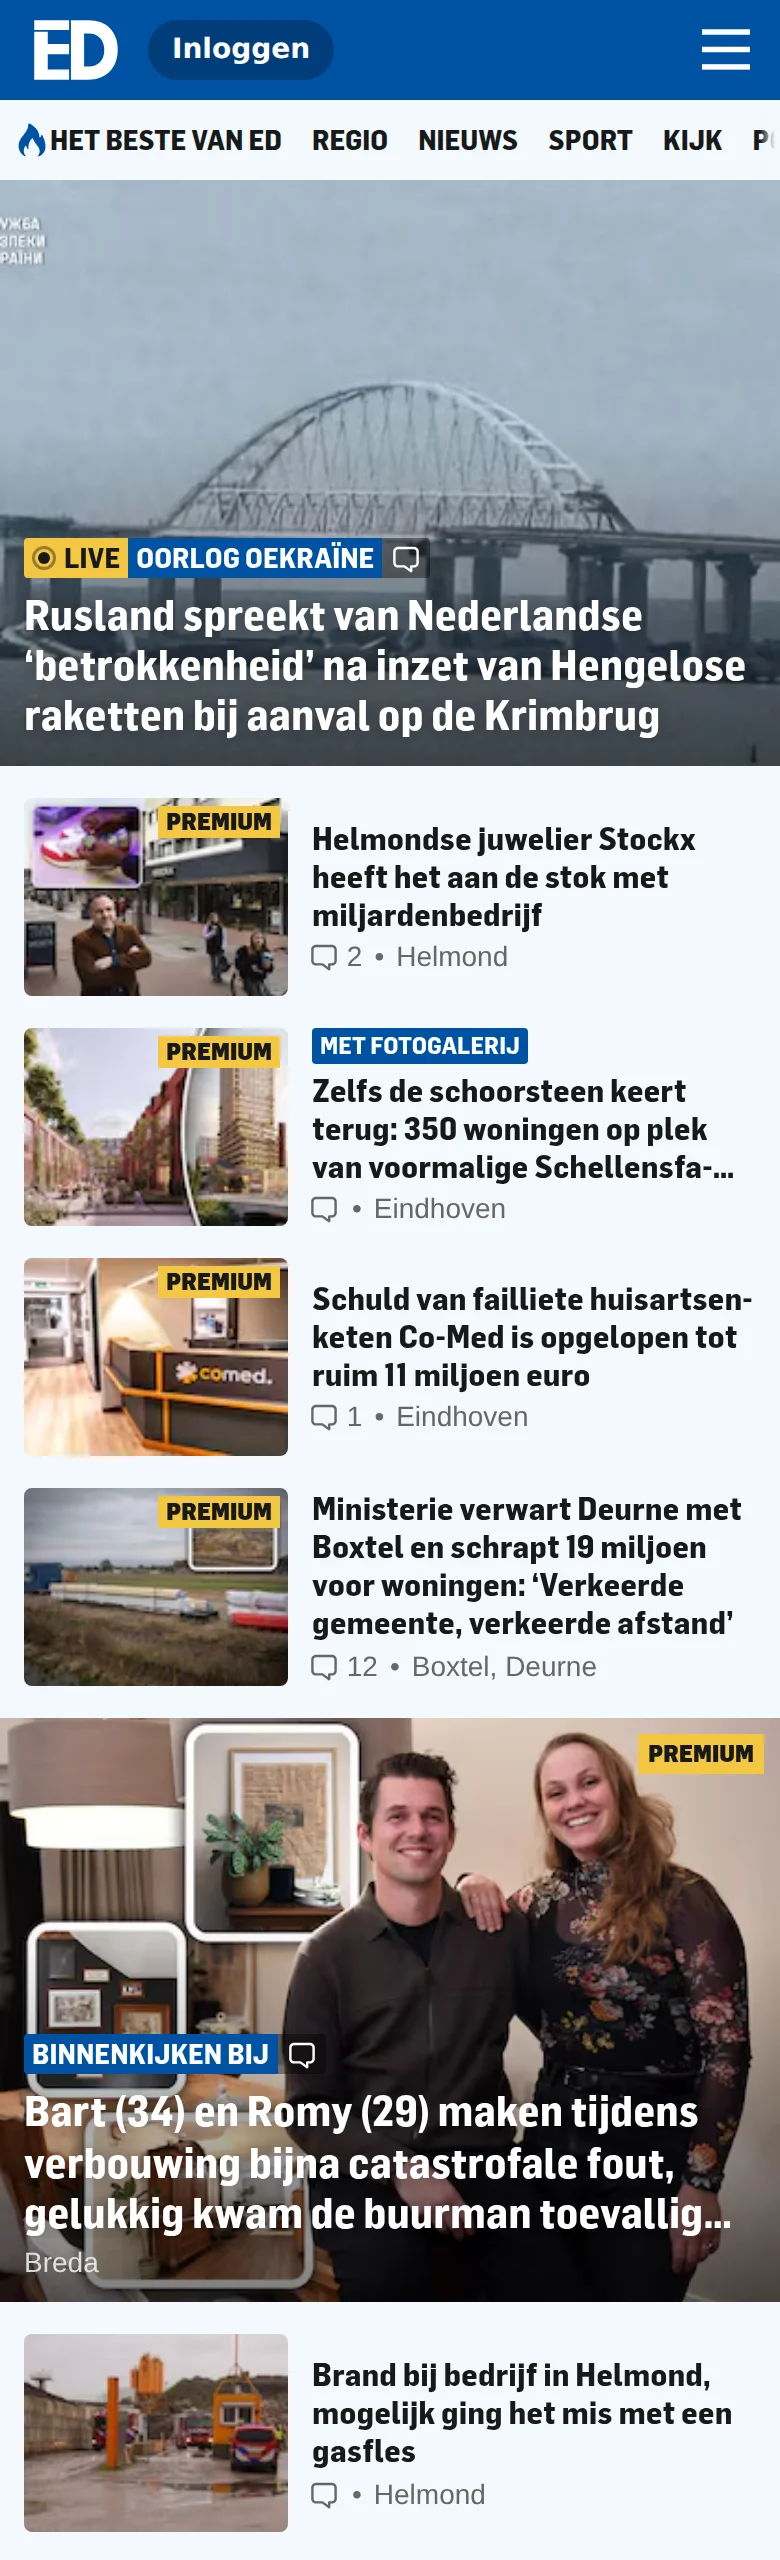 ED
Inloggen
HET BESTE VAN ED REGIO NIEUWS SPORT KIJK
УЖБА
ЗПЕКИ
РАЇНИ
LIVE OORLOG OEKRAÏNE
Rusland spreekt van Nederlandse
‘betrokkenheid’ na inzet van Hengelose
raketten bij aanval op de Krimbrug
PREMIUM
Helmondse juwelier Stockx
heeft het aan de stok met
miljardenbedrijf
2 • Helmond
PREMIUM
MET FOTOGALERIJ
Zelfs de schoorsteen keert
terug: 350 woningen op plek
van voormalige Schellensfa-...
• Eindhoven
PREMIUM
comed.
Schuld van failliete huisartsen-
keten Co-Med is opgelopen tot
ruim 11 miljoen euro
1 • Eindhoven
PREMIUM
Ministerie verwart Deurne met
Boxtel en schrapt 19 miljoen
voor woningen: ‘Verkeerde
gemeente, verkeerde afstand’
12 • Boxtel, Deurne
PREMIUM
BINNENKIJKEN BIJ
Bart (34) en Romy (29) maken tijdens
verbouwing bijna catastrofale fout,
gelukkig kwam de buurman toevallig...
Breda
Brand bij bedrijf in Helmond,
mogelijk ging het mis met een
gasfles
• Helmond